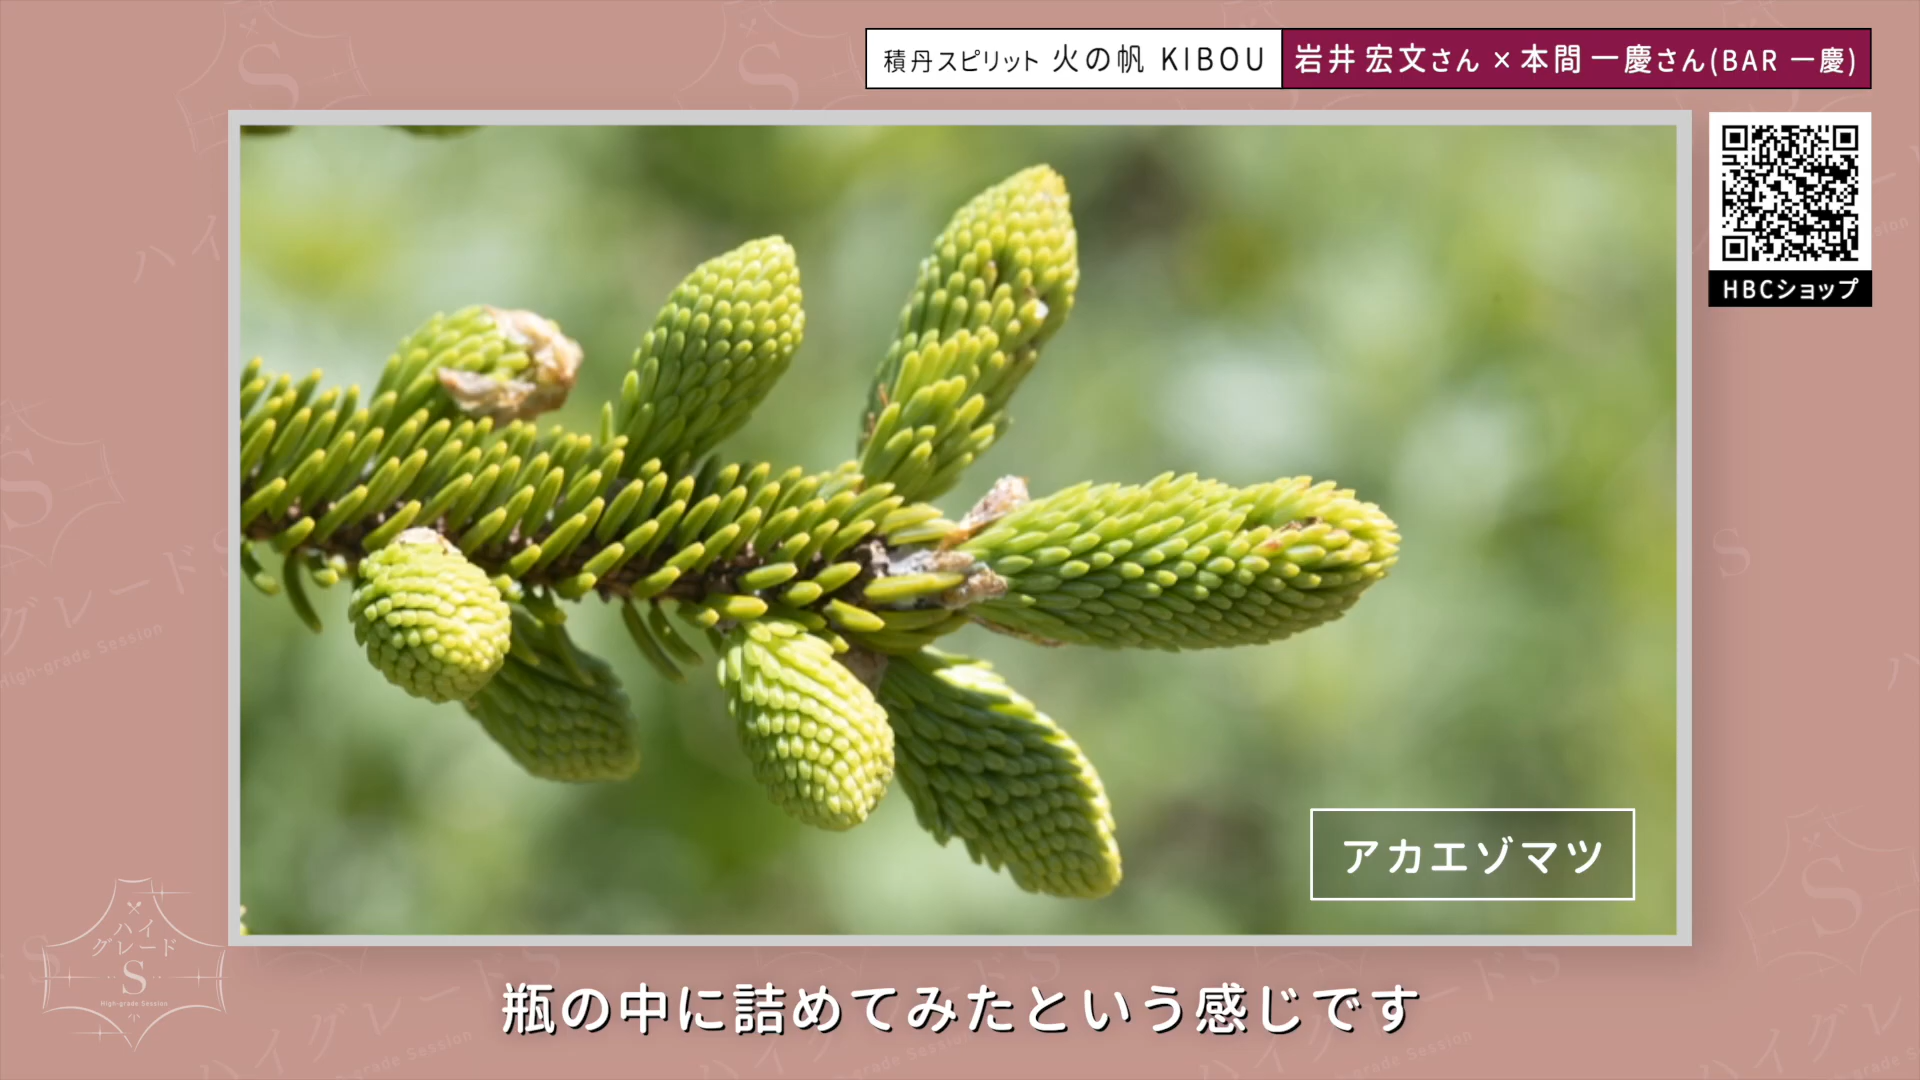 積丹スピリット 火の帆 KIBOU 岩井 宏文さん × 本間 一慶さん(BAR 一慶)
HBCショップ
アカエゾマツ
ハイ
グレード
S
High-grade Session
瓶の中に詰めてみたという感じです